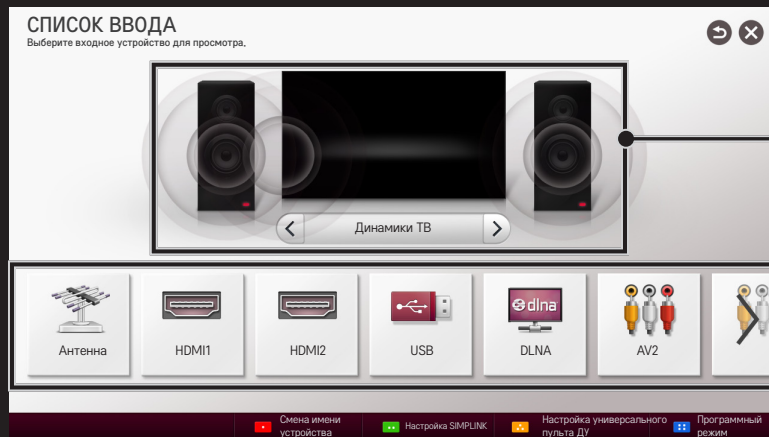 СПИСОК ВВОДА
Выберите входное устройство для просмотра.
Динамики ТВ
dlna
Антенна
HDMI1
HDMI2
USB
DLNA
AV2
Смена имени
устройства
Настройка SIMPLINK
Настройка универсального
пульта ДУ
Программный
режим